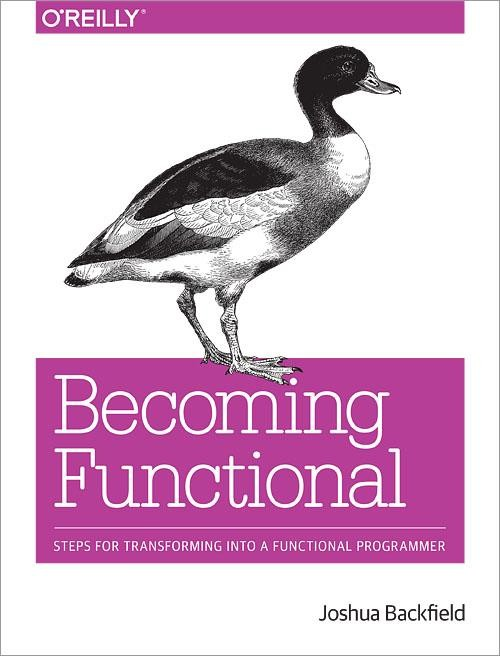 O'REILLY®
Becoming
Functional
STEPS FOR TRANSFORMING INTO A FUNCTIONAL PROGRAMMER
Joshua Backfield